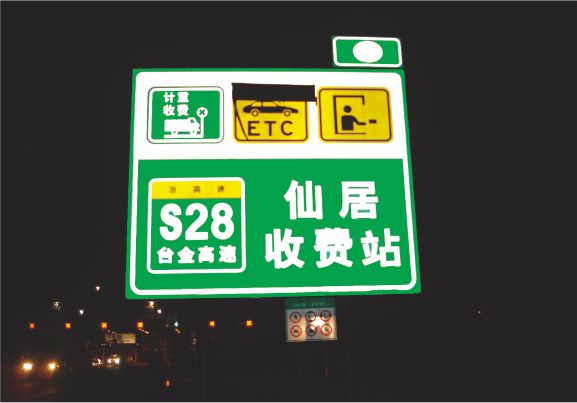 计重
收费
ETC
浙 高 速
S28
台金高速
仙居
收费站